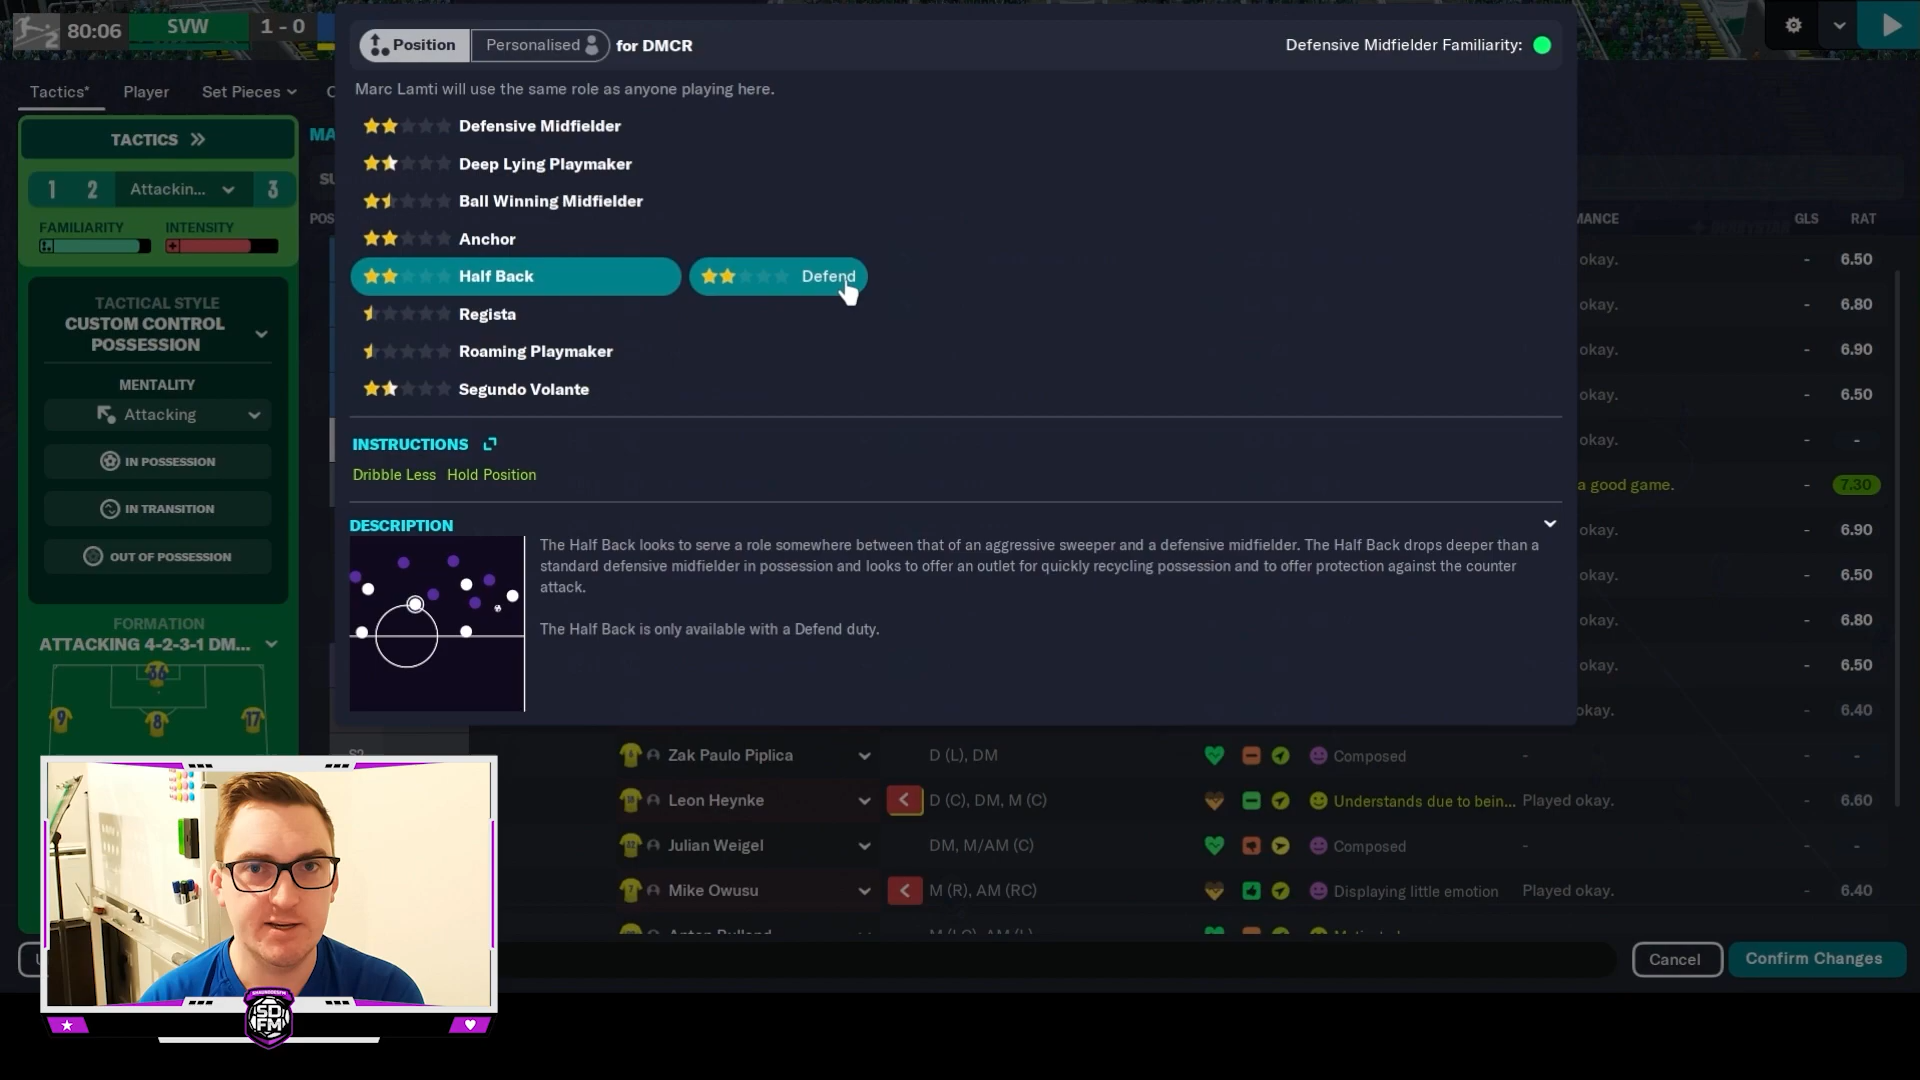 80:06 SVW 1 - 0
Position Personalised for DMCR
Defensive Midfielder Familiarity:
Tactics* Player Set Pieces
Marc Lamti will use the same role as anyone playing here.
TACTICS
1 2 Attackin... 3
FAMILIARITY INTENSITY
TACTICAL STYLE
CUSTOM CONTROL
POSSESSION
MENTALITY
Attacking
IN POSSESSION
IN TRANSITION
OUT OF POSSESSION
FORMATION
ATTACKING 4-2-3-1 DM...
36
9 8 17
Defensive Midfielder
Deep Lying Playmaker
Ball Winning Midfielder
Anchor
Half Back Defend
Regista
Roaming Playmaker
Segundo Volante
INSTRUCTIONS
Dribble Less Hold Position
DESCRIPTION
The Half Back looks to serve a role somewhere between that of an aggressive sweeper and a defensive midfielder. The Half Back drops deeper than a
standard defensive midfielder in possession and looks to offer an outlet for quickly recycling possession and to offer protection against the counter
attack.
The Half Back is only available with a Defend duty.
GLS RAT
okay. - 6.50
okay. - 6.80
okay. - 6.90
okay. - 6.50
okay. - -
a good game. - 7.30
okay. - 6.90
okay. - 6.50
okay. - 6.80
okay. - 6.50
okay. - 6.40
Zak Paulo Piplica D (L), DM Composed - - -
Leon Heynke D (C), DM, M (C) Understands due to bein... Played okay. - 6.60
Julian Weigel DM, M/AM (C) Composed - - -
Mike Owusu M (R), AM (RC) Displaying little emotion Played okay. - 6.40
Cancel Confirm Changes
SD
FM